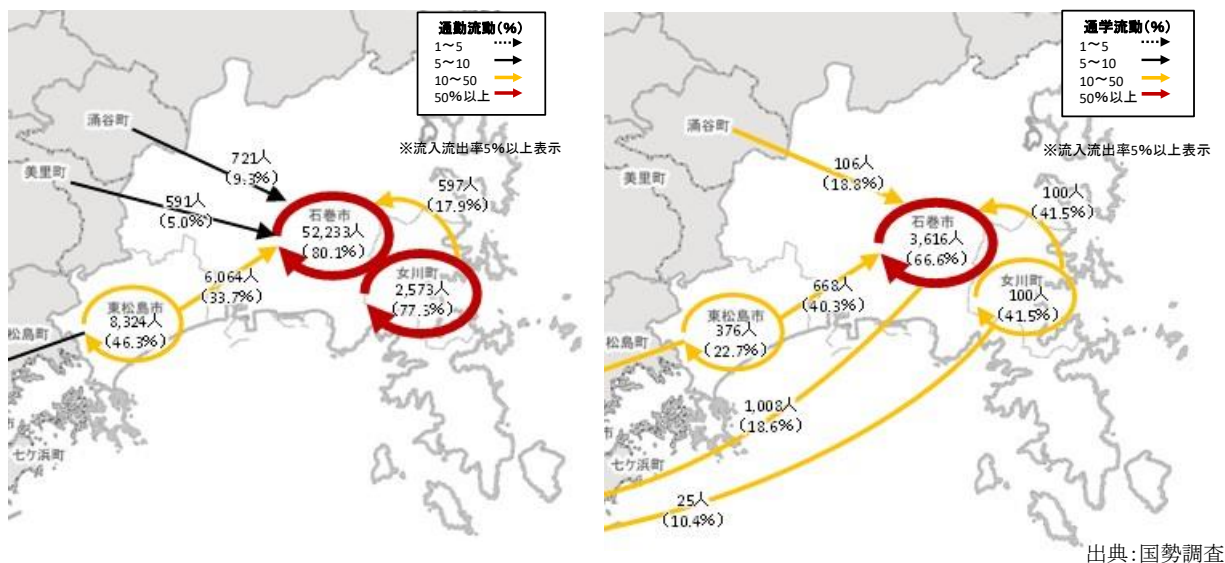 通勤流動(%)
1～5
5～10
10～50
50%以上
※流入流出率5%以上表示
涌谷町
721人
(9.3%)
美里町
591人
(5.0%)
597人
(17.9%)
石巻市
52,233人
(80.1%)
6,064人
(33.7%)
女川町
2,573人
(77.3%)
東松島市
8,324人
(46.3%)
松島町
七ケ浜町
通学流動(%)
1～5
5～10
10～50
50%以上
※流入流出率5%以上表示
涌谷町
106人
(18.8%)
美里町
100人
(41.5%)
石巻市
3,616人
(66.6%)
668人
(40.3%)
女川町
100人
(41.5%)
東松島市
376人
(22.7%)
松島町
1,008人
(18.6%)
市
七ケ浜町
25人
(10.4%)
出典:国勢調査